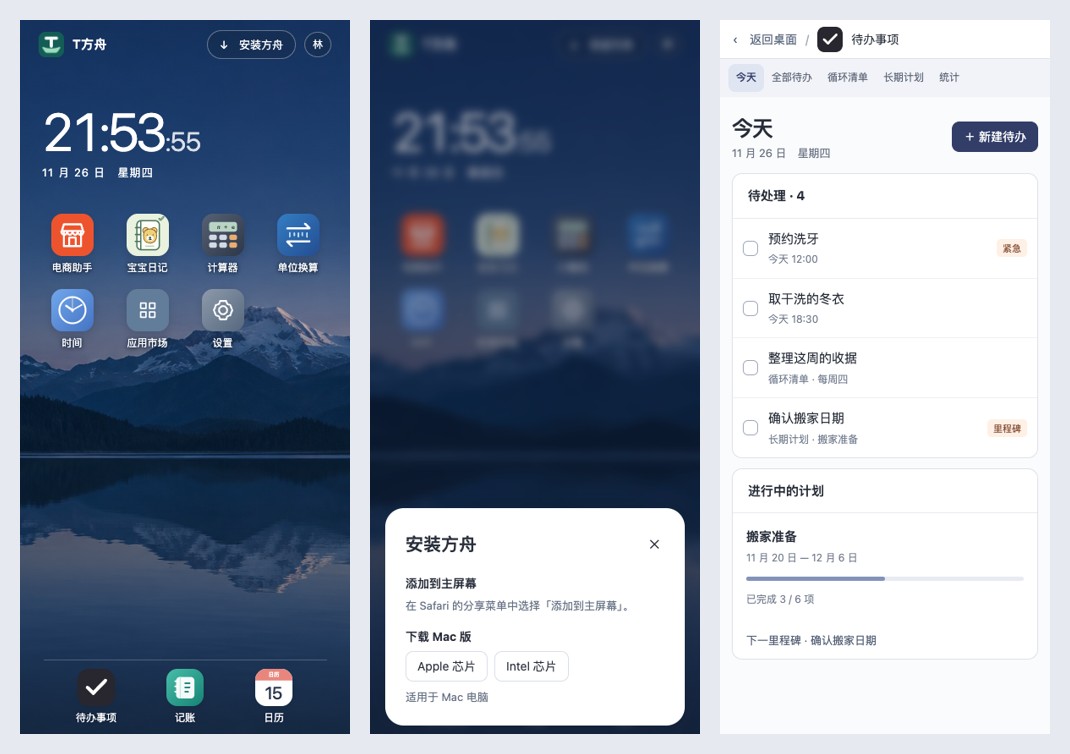 T方舟
安装方舟
林
21:53:55
11 月 26 日 星期四
电商助手
宝宝日记
计算器
单位换算
时间
应用市场
设置
待办事项
记账
日历
15
日历
安装方舟
添加到主屏幕
在 Safari 的分享菜单中选择「添加到主屏幕」。
下载 Mac 版
Apple 芯片
Intel 芯片
适用于 Mac 电脑
‹ 返回桌面 / 待办事项
今天 全部待办 循环清单 长期计划 统计
今天
11 月 26 日 星期四
+ 新建待办
待处理 · 4
预约洗牙
今天 12:00
紧急
取干洗的冬衣
今天 18:30
整理这周的收据
循环清单 · 每周四
确认搬家日期
长期计划 · 搬家准备
里程碑
进行中的计划
搬家准备
11 月 20 日 — 12 月 6 日
已完成 3 / 6 项
下一里程碑 · 确认搬家日期